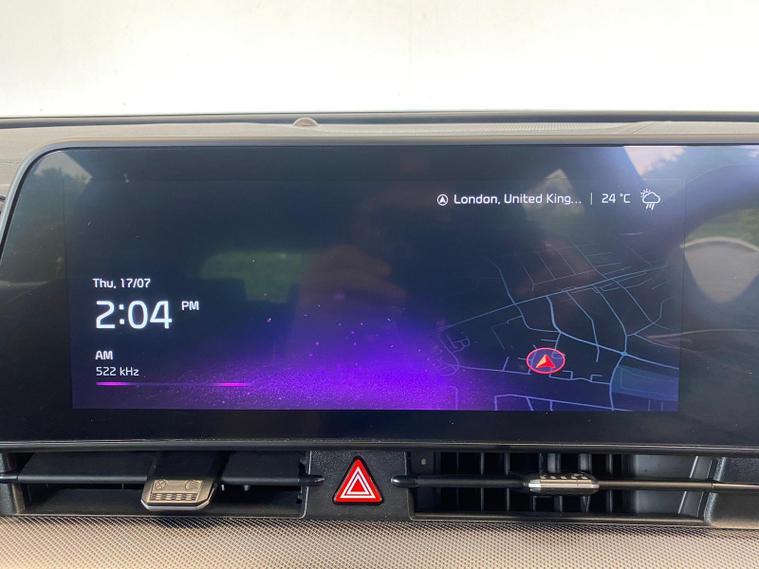 London, United King... | 24 °C
Thu, 17/07
2:04 PM
AM
522 kHz